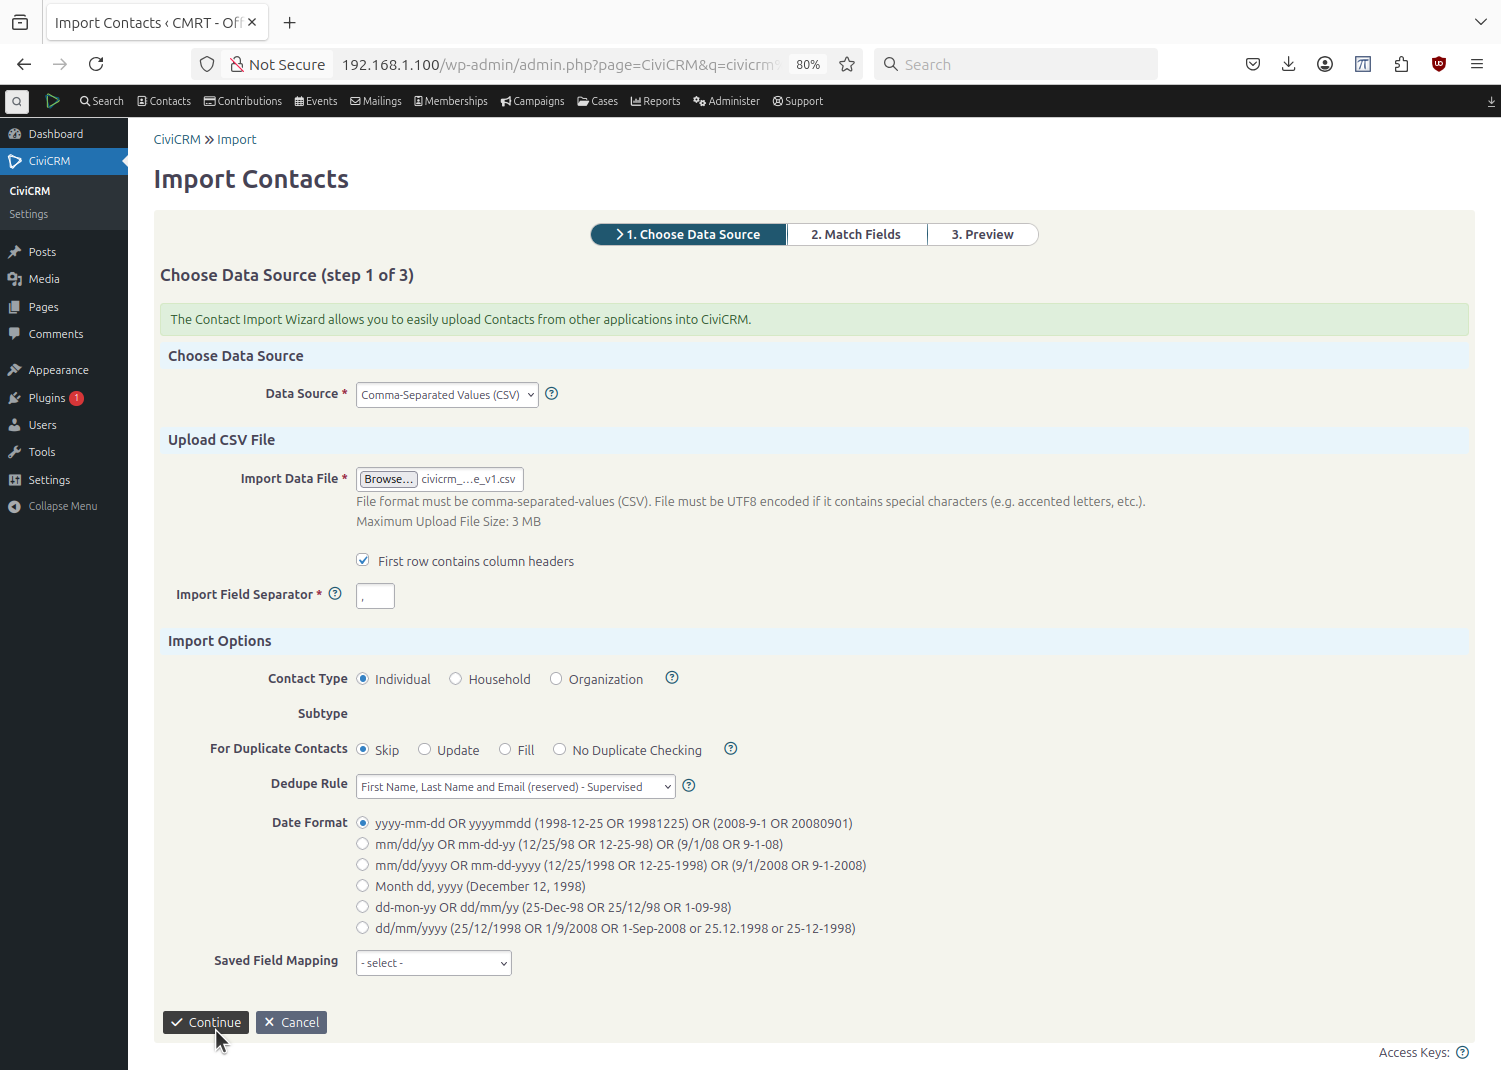 Import Contacts ‹ CMRT - Off
Not Secure 192.168.1.100/wp-admin/admin.php?page=CiviCRM&q=civicrm 80% Search
Search Contacts Contributions Events Mailings Memberships Campaigns Cases Reports Administer Support
Dashboard
CiviCRM
CiviCRM
Settings
Posts
Media
Pages
Comments
Appearance
Plugins 1
Users
Tools
Settings
Collapse Menu
CiviCRM » Import
Import Contacts
1. Choose Data Source 2. Match Fields 3. Preview
Choose Data Source (step 1 of 3)
The Contact Import Wizard allows you to easily upload Contacts from other applications into CiviCRM.
Choose Data Source
Data Source * Comma-Separated Values (CSV)
Upload CSV File
Import Data File * Browse... civicrm_...e_v1.csv
File format must be comma-separated-values (CSV). File must be UTF8 encoded if it contains special characters (e.g. accented letters, etc.).
Maximum Upload File Size: 3 MB
First row contains column headers
Import Field Separator * ,
Import Options
Contact Type Individual Household Organization
Subtype
For Duplicate Contacts Skip Update Fill No Duplicate Checking
Dedupe Rule First Name, Last Name and Email (reserved) - Supervised
Date Format yyyy-mm-dd OR yyyymmdd (1998-12-25 OR 19981225) OR (2008-9-1 OR 20080901)
mm/dd/yy OR mm-dd-yy (12/25/98 OR 12-25-98) OR (9/1/08 OR 9-1-08)
mm/dd/yyyy OR mm-dd-yyyy (12/25/1998 OR 12-25-1998) OR (9/1/2008 OR 9-1-2008)
Month dd, yyyy (December 12, 1998)
dd-mon-yy OR dd/mm/yy (25-Dec-98 OR 25/12/98 OR 1-09-98)
dd/mm/yyyy (25/12/1998 OR 1/9/2008 OR 1-Sep-2008 or 25.12.1998 or 25-12-1998)
Saved Field Mapping - select -
Continue Cancel
Access Keys: